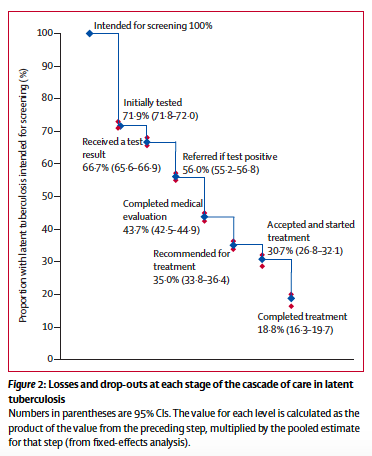 Proportion with latent tuberculosis intended for screening (%)
100
90
80
70
60
50
40
30
20
10
0
Intended for screening 100%
Initially tested
71·9% (71·8–72·0)
Received a test
result
66·7% (65·6–66·9)
Referred if test positive
56·0% (55·2–56·8)
Completed medical
evaluation
43·7% (42·5–44·9)
Recommended for
treatment
35·0% (33·8–36·4)
Accepted and started
treatment
30·7% (26·8–32·1)
Completed treatment
18·8% (16·3–19·7)
Figure 2: Losses and drop-outs at each stage of the cascade of care in latent
tuberculosis
Numbers in parentheses are 95% CIs. The value for each level is calculated as the
product of the value from the preceding step, multiplied by the pooled estimate
for that step (from fixed-effects analysis).